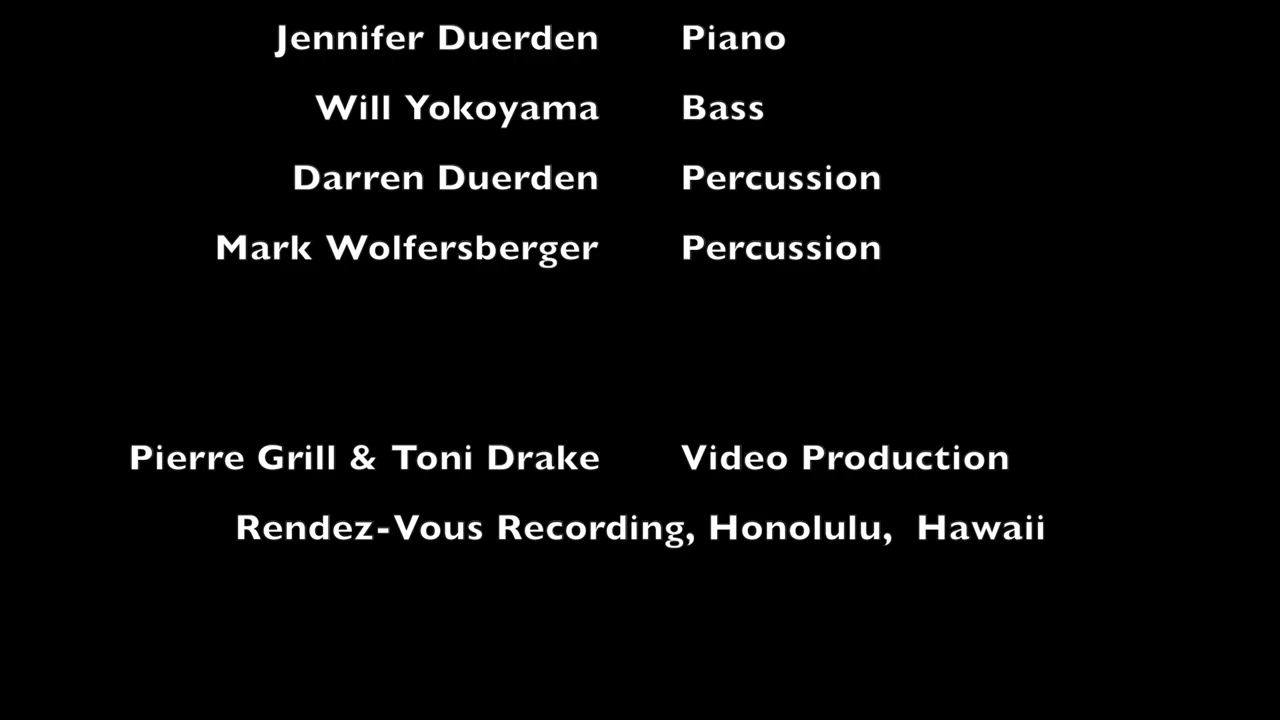 Jennifer Duerden Piano
Will Yokoyama Bass
Darren Duerden Percussion
Mark Wolfersberger Percussion
Pierre Grill & Toni Drake Video Production
Rendez-Vous Recording, Honolulu, Hawaii